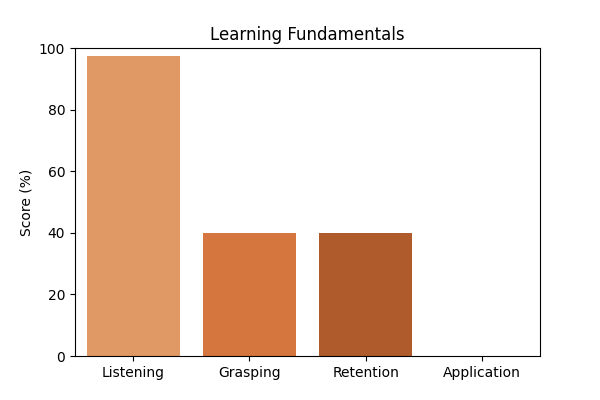 Learning Fundamentals
Score (%)
100
80
60
40
20
0
Listening
Grasping
Retention
Application